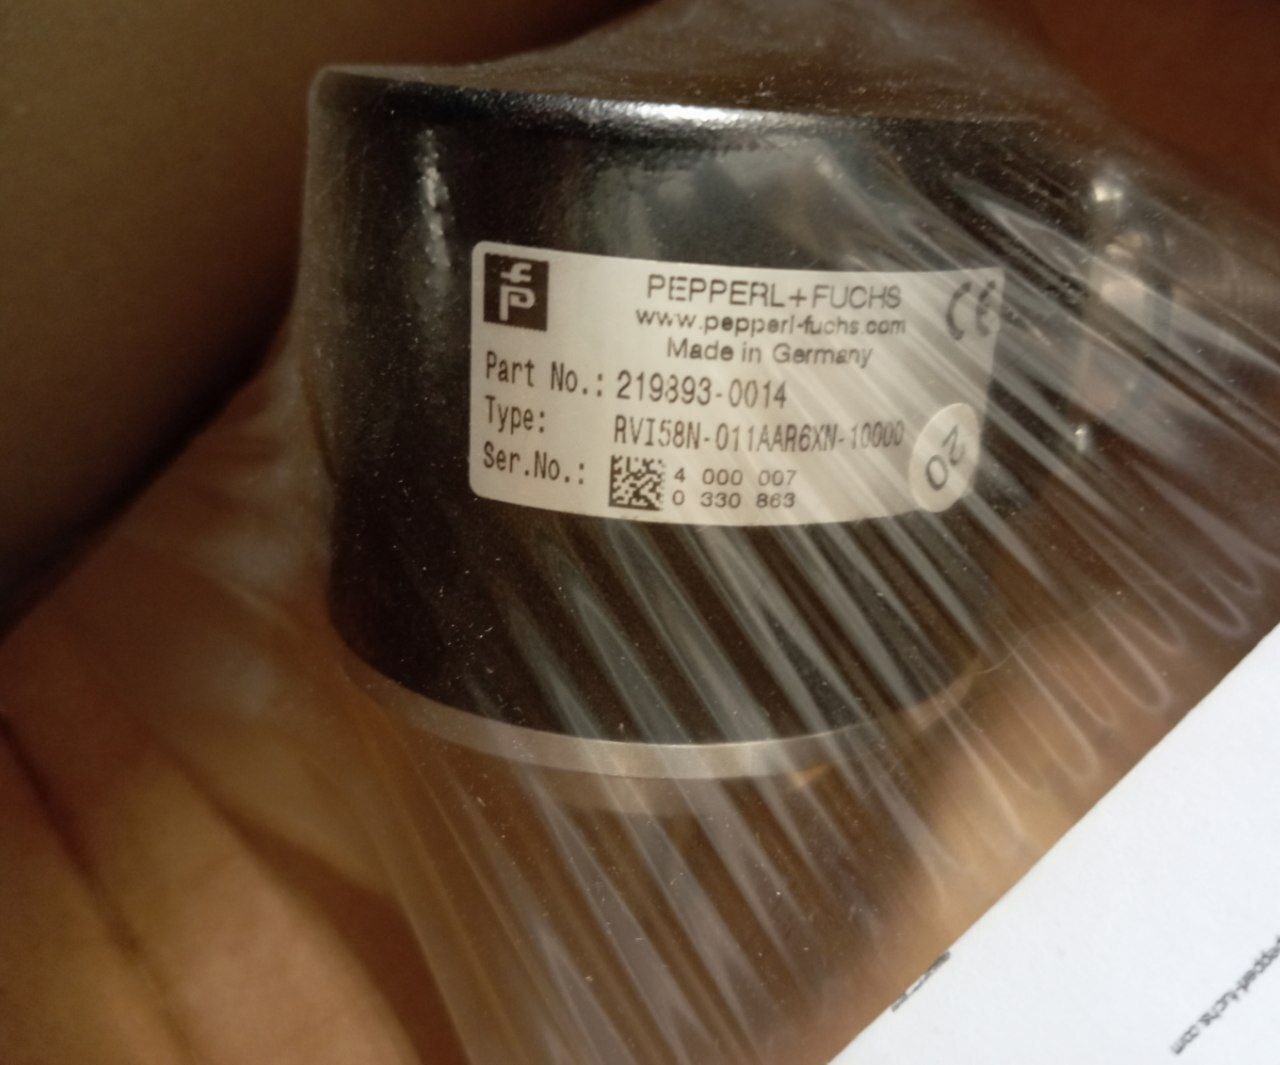 PEPPERL+FUCHS
www.pepperl-fuchs.com
Made in Germany
CE
Part No.: 219893-0014
Type: RVI58N-011AAR6XN-10000
Ser.No.: 4 000 007
0 330 863
20